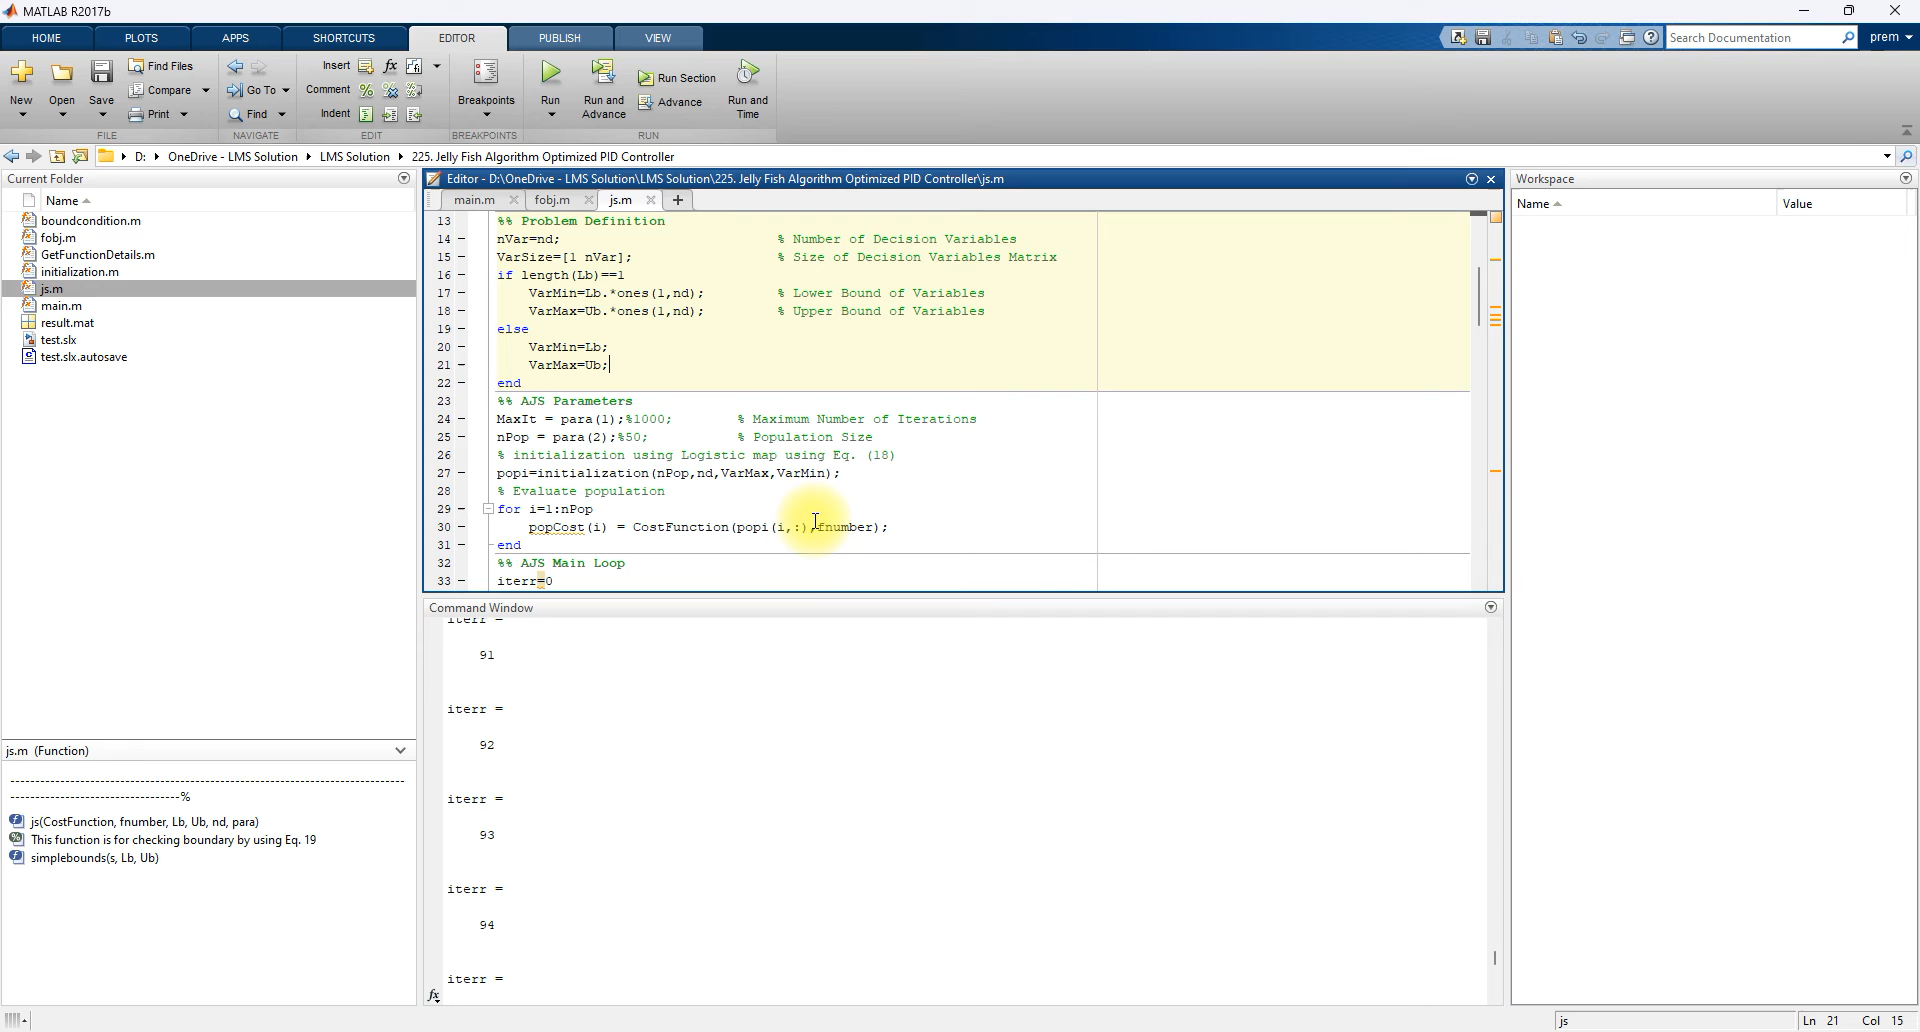 MATLAB R2017b
HOME PLOTS APPS SHORTCUTS EDITOR PUBLISH VIEW
Search Documentation
prem
New
Open
Save
Find Files
Compare
Print
FILE
Go To
Find
NAVIGATE
Insert
Comment
Indent
EDIT
Breakpoints
BREAKPOINTS
Run
Run and Advance
Run Section
Advance
Run and Time
RUN
D: ▸ OneDrive - LMS Solution ▸ LMS Solution ▸ 225. Jelly Fish Algorithm Optimized PID Controller
Current Folder
Name
boundcondition.m
fobj.m
GetFunctionDetails.m
initialization.m
js.m
main.m
result.mat
test.slx
test.slx.autosave
js.m (Function)
--------------------------------------------------------------------------------
----------------------------------%
js(CostFunction, fnumber, Lb, Ub, nd, para)
This function is for checking boundary by using Eq. 19
simplebounds(s, Lb, Ub)
Editor - D:\OneDrive - LMS Solution\LMS Solution\225. Jelly Fish Algorithm Optimized PID Controller\js.m
main.m fobj.m js.m
13 %% Problem Definition
14 - nVar=nd; % Number of Decision Variables
15 - VarSize=[1 nVar]; % Size of Decision Variables Matrix
16 - if length(Lb)==1
17 - VarMin=Lb.*ones(1,nd); % Lower Bound of Variables
18 - VarMax=Ub.*ones(1,nd); % Upper Bound of Variables
19 - else
20 - VarMin=Lb;
21 - VarMax=Ub;
22 - end
23 %% AJS Parameters
24 - MaxIt = para(1);%1000; % Maximum Number of Iterations
25 - nPop = para(2);%50; % Population Size
26 % initialization using Logistic map using Eq. (18)
27 - popi=initialization(nPop,nd,VarMax,VarMin);
28 % Evaluate population
29 - for i=1:nPop
30 - popCost(i) = CostFunction(popi(i,:),fnumber);
31 - end
32 %% AJS Main Loop
33 - iterr=0
Command Window
iterr =
91
iterr =
92
iterr =
93
iterr =
94
iterr =
fx
Workspace
Name Value
js
Ln 21 Col 15